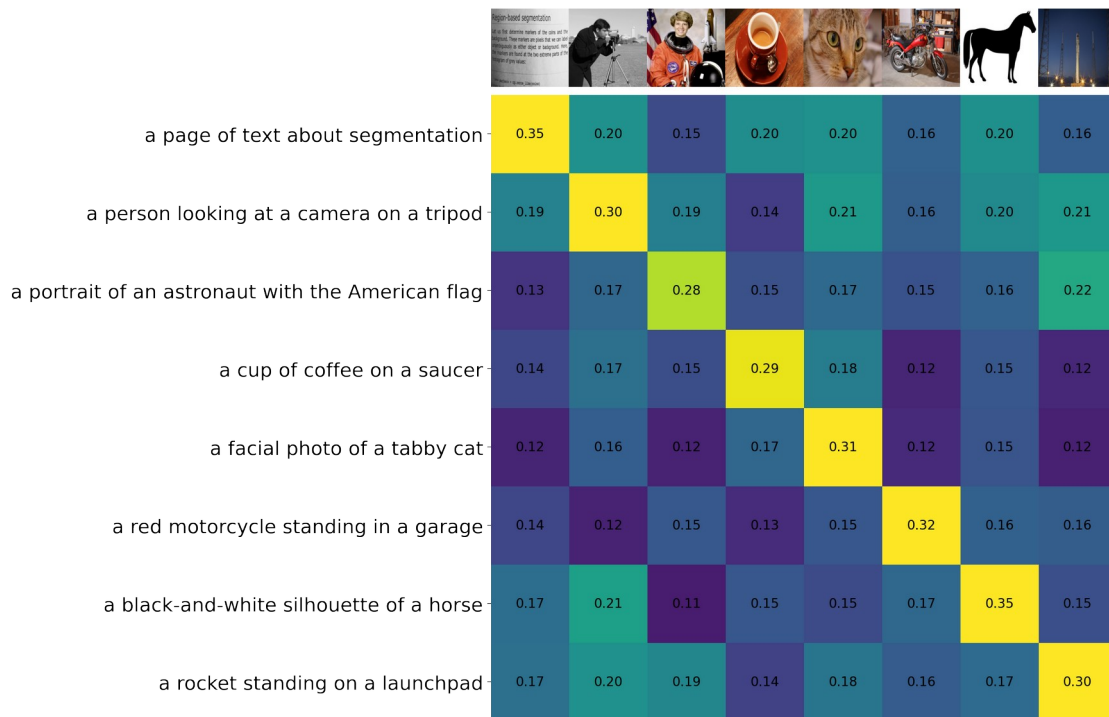 Region-based segmentation
a page of text about segmentation 0.35 0.20 0.15 0.20 0.20 0.16 0.20 0.16
a person looking at a camera on a tripod 0.19 0.30 0.19 0.14 0.21 0.16 0.20 0.21
a portrait of an astronaut with the American flag 0.13 0.17 0.28 0.15 0.17 0.15 0.16 0.22
a cup of coffee on a saucer 0.14 0.17 0.15 0.29 0.18 0.12 0.15 0.12
a facial photo of a tabby cat 0.12 0.16 0.12 0.17 0.31 0.12 0.15 0.12
a red motorcycle standing in a garage 0.14 0.12 0.15 0.13 0.15 0.32 0.16 0.16
a black-and-white silhouette of a horse 0.17 0.21 0.11 0.15 0.15 0.17 0.35 0.15
a rocket standing on a launchpad 0.17 0.20 0.19 0.14 0.18 0.16 0.17 0.30